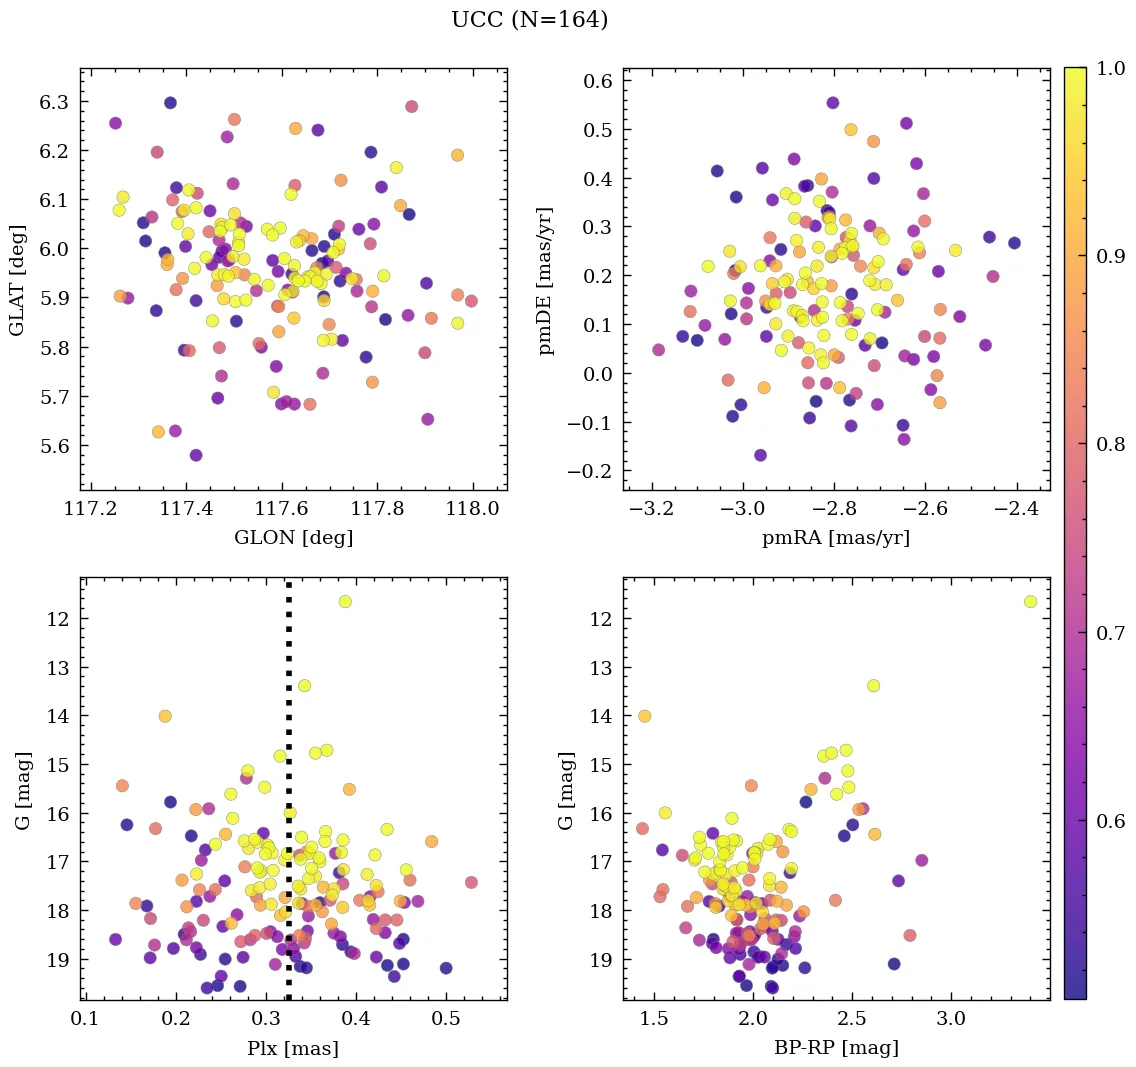 UCC (N=164)
6.3
6.2
6.1
6.0
5.9
5.8
5.7
5.6
GLAT [deg]
117.2 117.4 117.6 117.8 118.0
GLON [deg]
0.6
0.5
0.4
0.3
0.2
0.1
0.0
−0.1
−0.2
pmDE [mas/yr]
−3.2 −3.0 −2.8 −2.6 −2.4
pmRA [mas/yr]
1.0
0.9
0.8
0.7
0.6
12
13
14
15
16
17
18
19
G [mag]
0.1 0.2 0.3 0.4 0.5
Plx [mas]
12
13
14
15
16
17
18
19
G [mag]
1.5 2.0 2.5 3.0
BP-RP [mag]